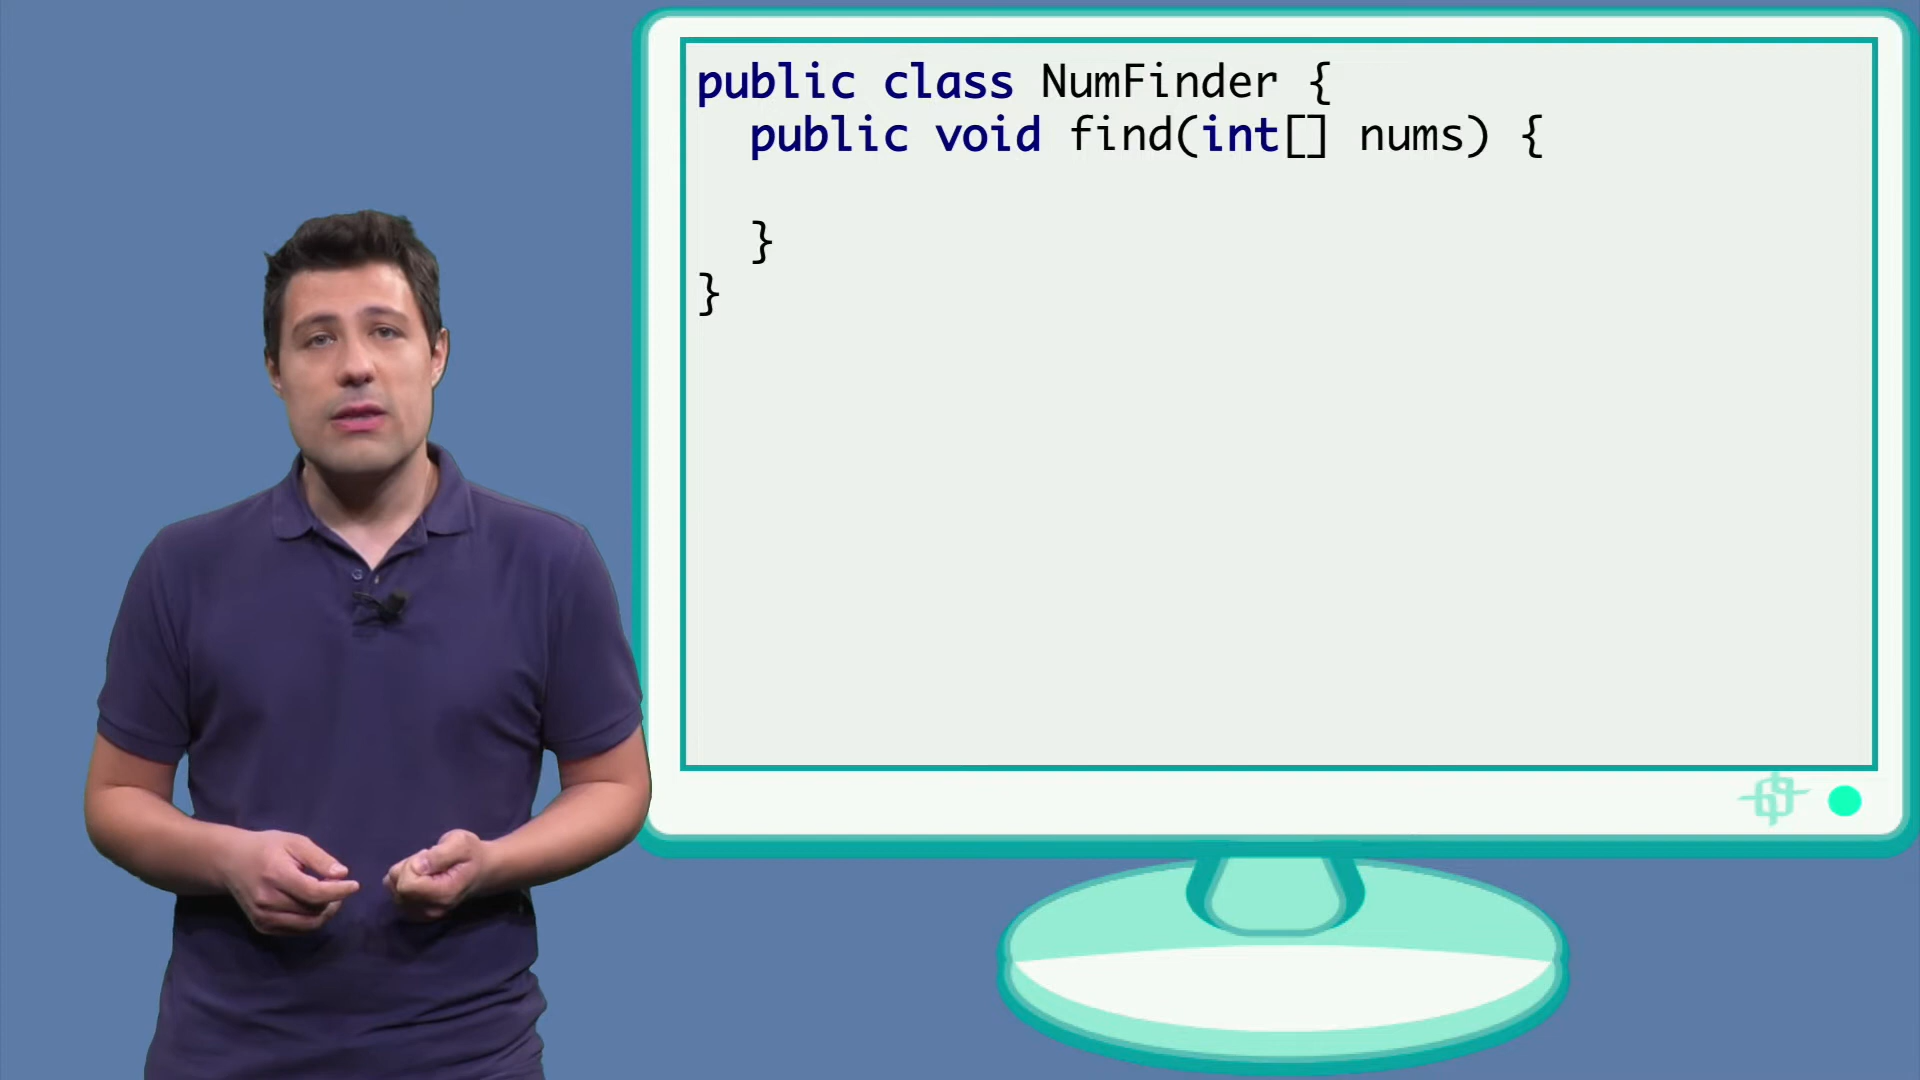 public class NumFinder {
public void find(int[] nums) {
}
}